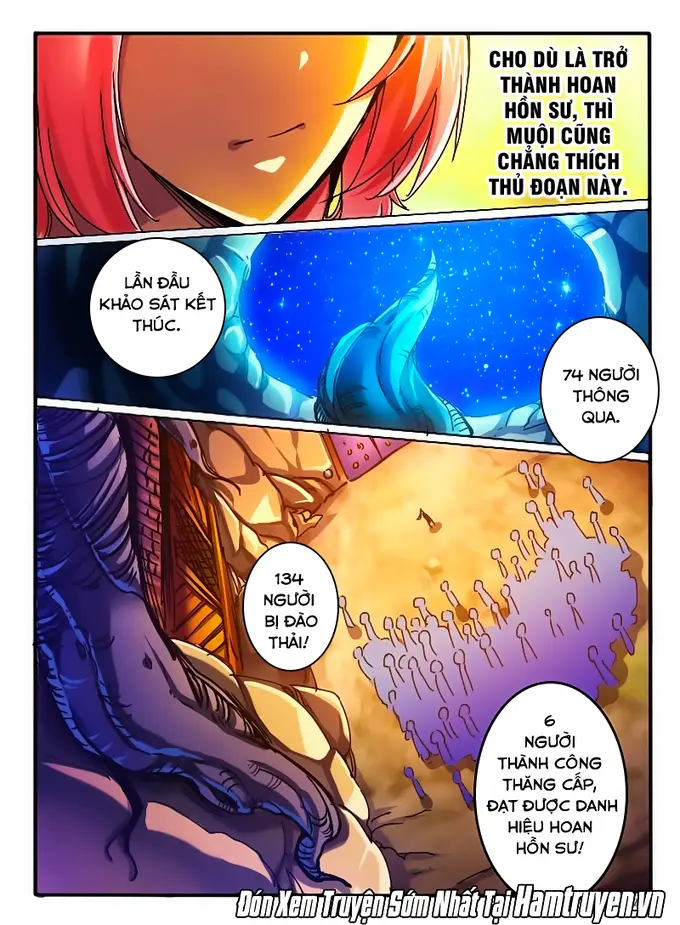 CHO DÙ LÀ TRỞ
THÀNH HOAN
HỒN SƯ, THÌ
MUỘI CŨNG
CHẲNG THÍCH
THỦ ĐOẠN NÀY.
LẦN ĐẦU
KHẢO SÁT KẾT
THÚC.
74 NGƯỜI
THÔNG
QUA.
134
NGƯỜI
BỊ ĐÀO
THẢI!
6
NGƯỜI
THÀNH CÔNG
THĂNG CẤP,
ĐẠT ĐƯỢC DANH
HIỆU HOAN
HỒN SƯ!
Đón Xem Truyện Sớm Nhất Tại Hamtruyen.vn